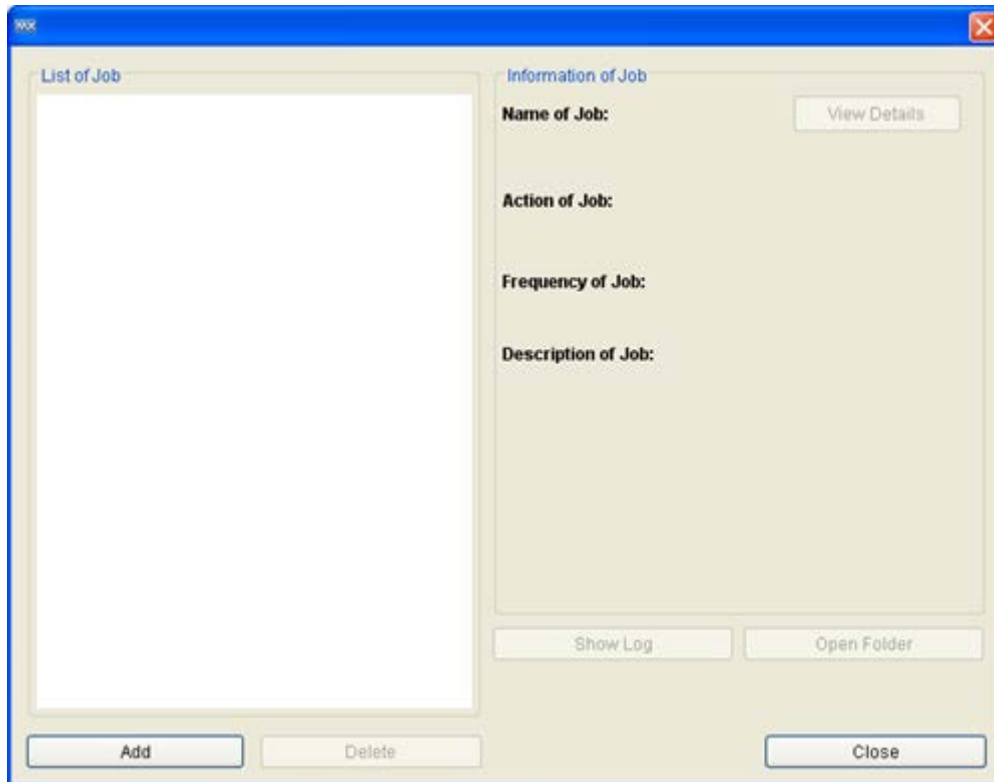 List of Job
Information of Job
Name of Job:
View Details
Action of Job:
Frequency of Job:
Description of Job:
Show Log
Open Folder
Add
Delete
Close